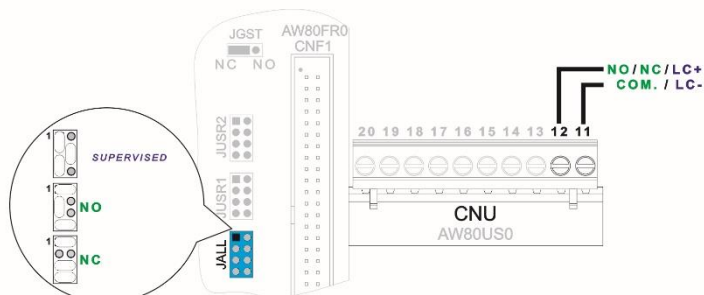 JGST
NC NO
AW80FR0
CNF1
JUSR2
JUSR1
JALL
1
SUPERVISED
1
NO
1
NC
NO/NC/LC+
COM. / LC-
20 19 18 17 16 15 14 13 12 11
CNU
AW80US0